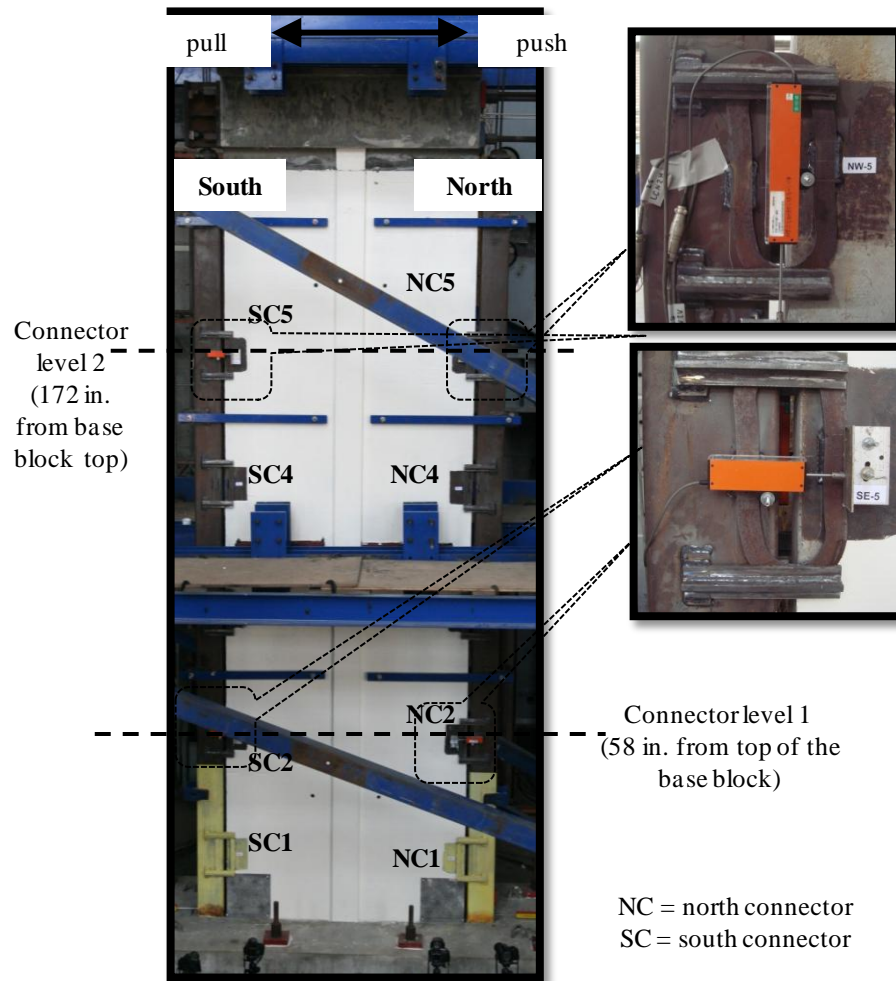 pull
push
South
North
NW-5
NC5
SC5
Connector
level 2
(172 in.
from base
block top)
SC4
NC4
SE-5
NC2
Connector level 1
(58 in. from top of the
base block)
SC2
SC1
NC1
NC = north connector
SC = south connector